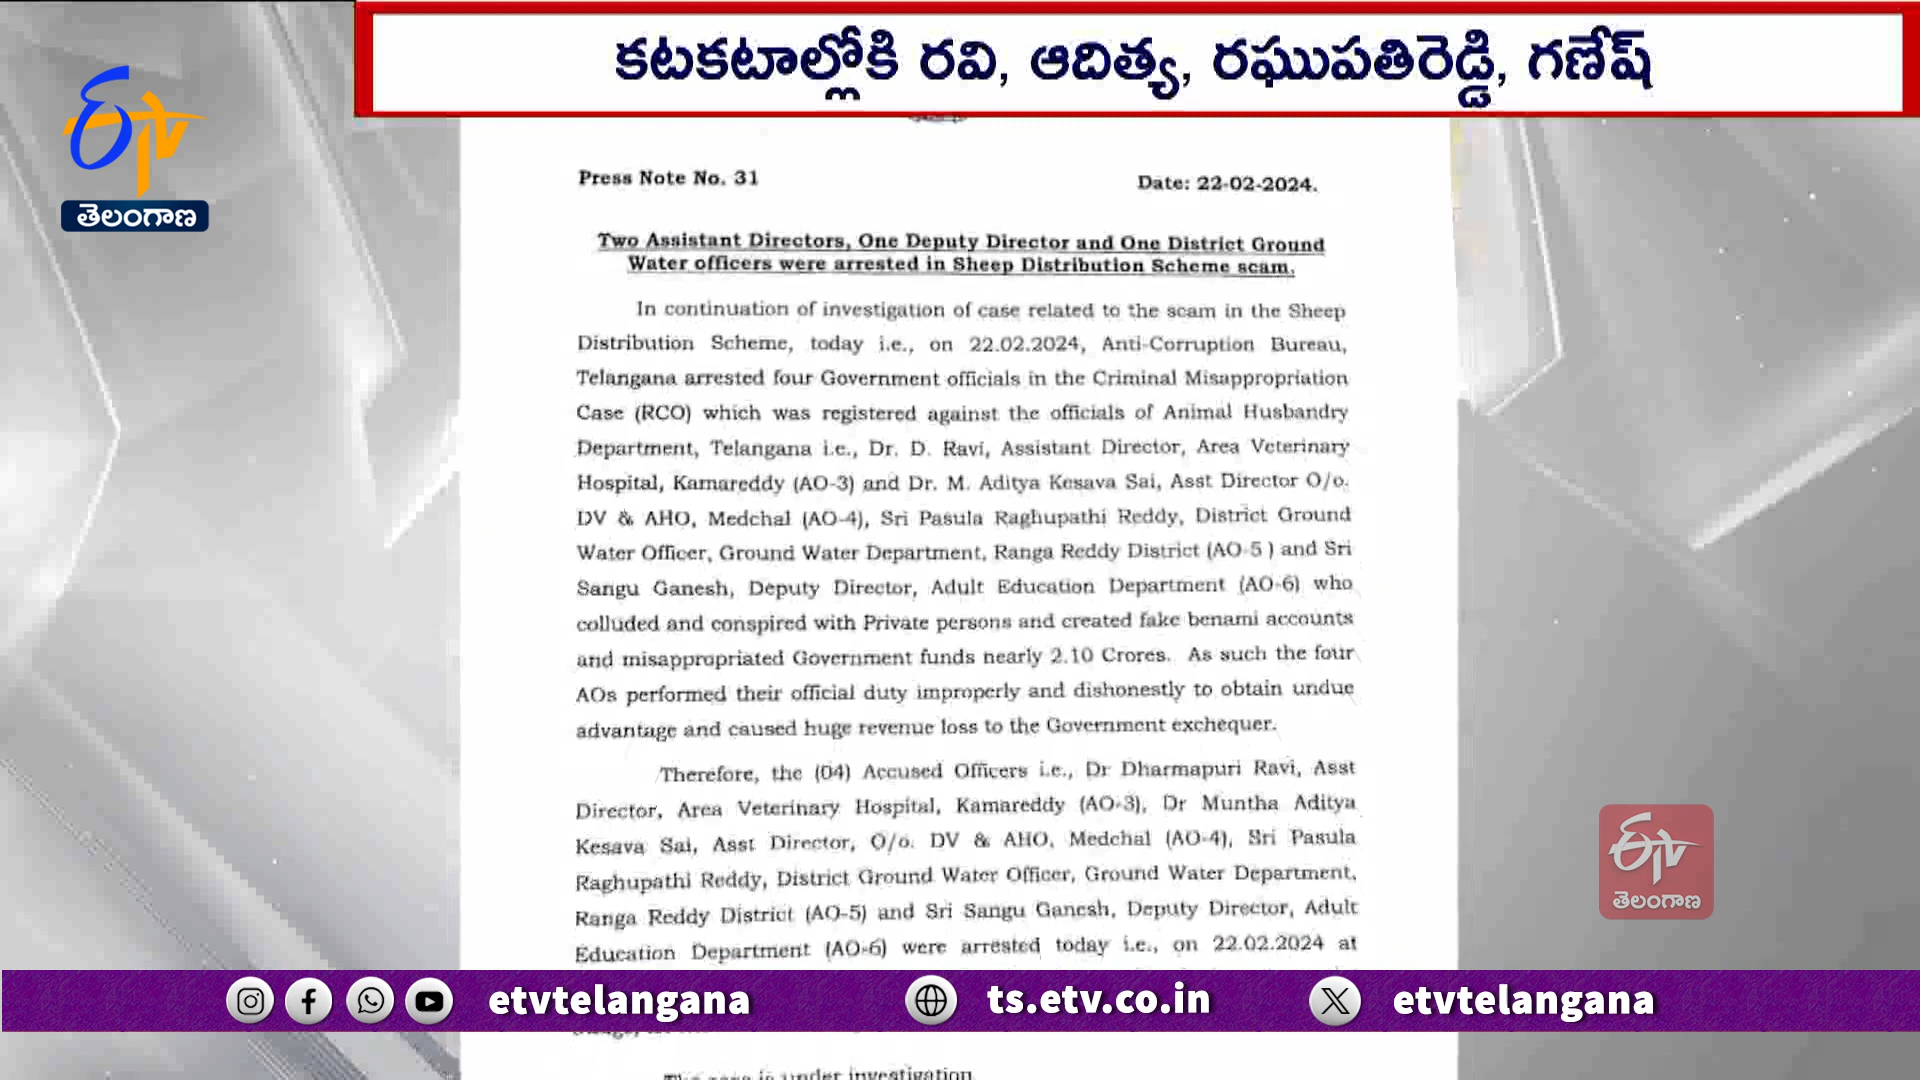 కటకటాల్లోకి రవి, ఆదిత్య, రఘుపతిరెడ్డి, గణేష్
ETV
తెలంగాణ
Press Note No. 31
Date: 22-02-2024.
Two Assistant Directors, One Deputy Director and One District Ground
Water officers were arrested in Sheep Distribution Scheme scam.
In continuation of investigation of case related to the scam in the Sheep
Distribution Scheme, today i.e., on 22.02.2024, Anti-Corruption Bureau,
Telangana arrested four Government officials in the Criminal Misappropriation
Case (RCO) which was registered against the officials of Animal Husbandry
Department, Telangana i.e., Dr. D. Ravi, Assistant Director, Area Veterinary
Hospital, Kamareddy (AO-3) and Dr. M. Aditya Kesava Sai, Asst Director O/o.
DV & AHO, Medchal (AO-4), Sri Pasula Raghupathi Reddy, District Ground
Water Officer, Ground Water Department, Ranga Reddy District (AO-5 ) and Sri
Sangu Ganesh, Deputy Director, Adult Education Department (AO-6) who
colluded and conspired with Private persons and created fake benami accounts
and misappropriated Government funds nearly 2.10 Crores. As such the four
AOs performed their official duty improperly and dishonestly to obtain undue
advantage and caused huge revenue loss to the Government exchequer.
Therefore, the (04) Accused Officers i.e., Dr Dharmapuri Ravi, Asst
Director, Area Veterinary Hospital, Kamareddy (AO-3), Dr Muntha Aditya
Kesava Sai, Asst Director, O/o. DV & AHO, Medchal (AO-4), Sri Pasula
Raghupathi Reddy, District Ground Water Officer, Ground Water Department,
Ranga Reddy District (AO-5) and Sri Sangu Ganesh, Deputy Director, Adult
Education Department (AO-6) were arrested today i.e., on 22.02.2024 at
ETV
తెలంగాణ
etvtelangana
ts.etv.co.in
etvtelangana
The case is under investigation